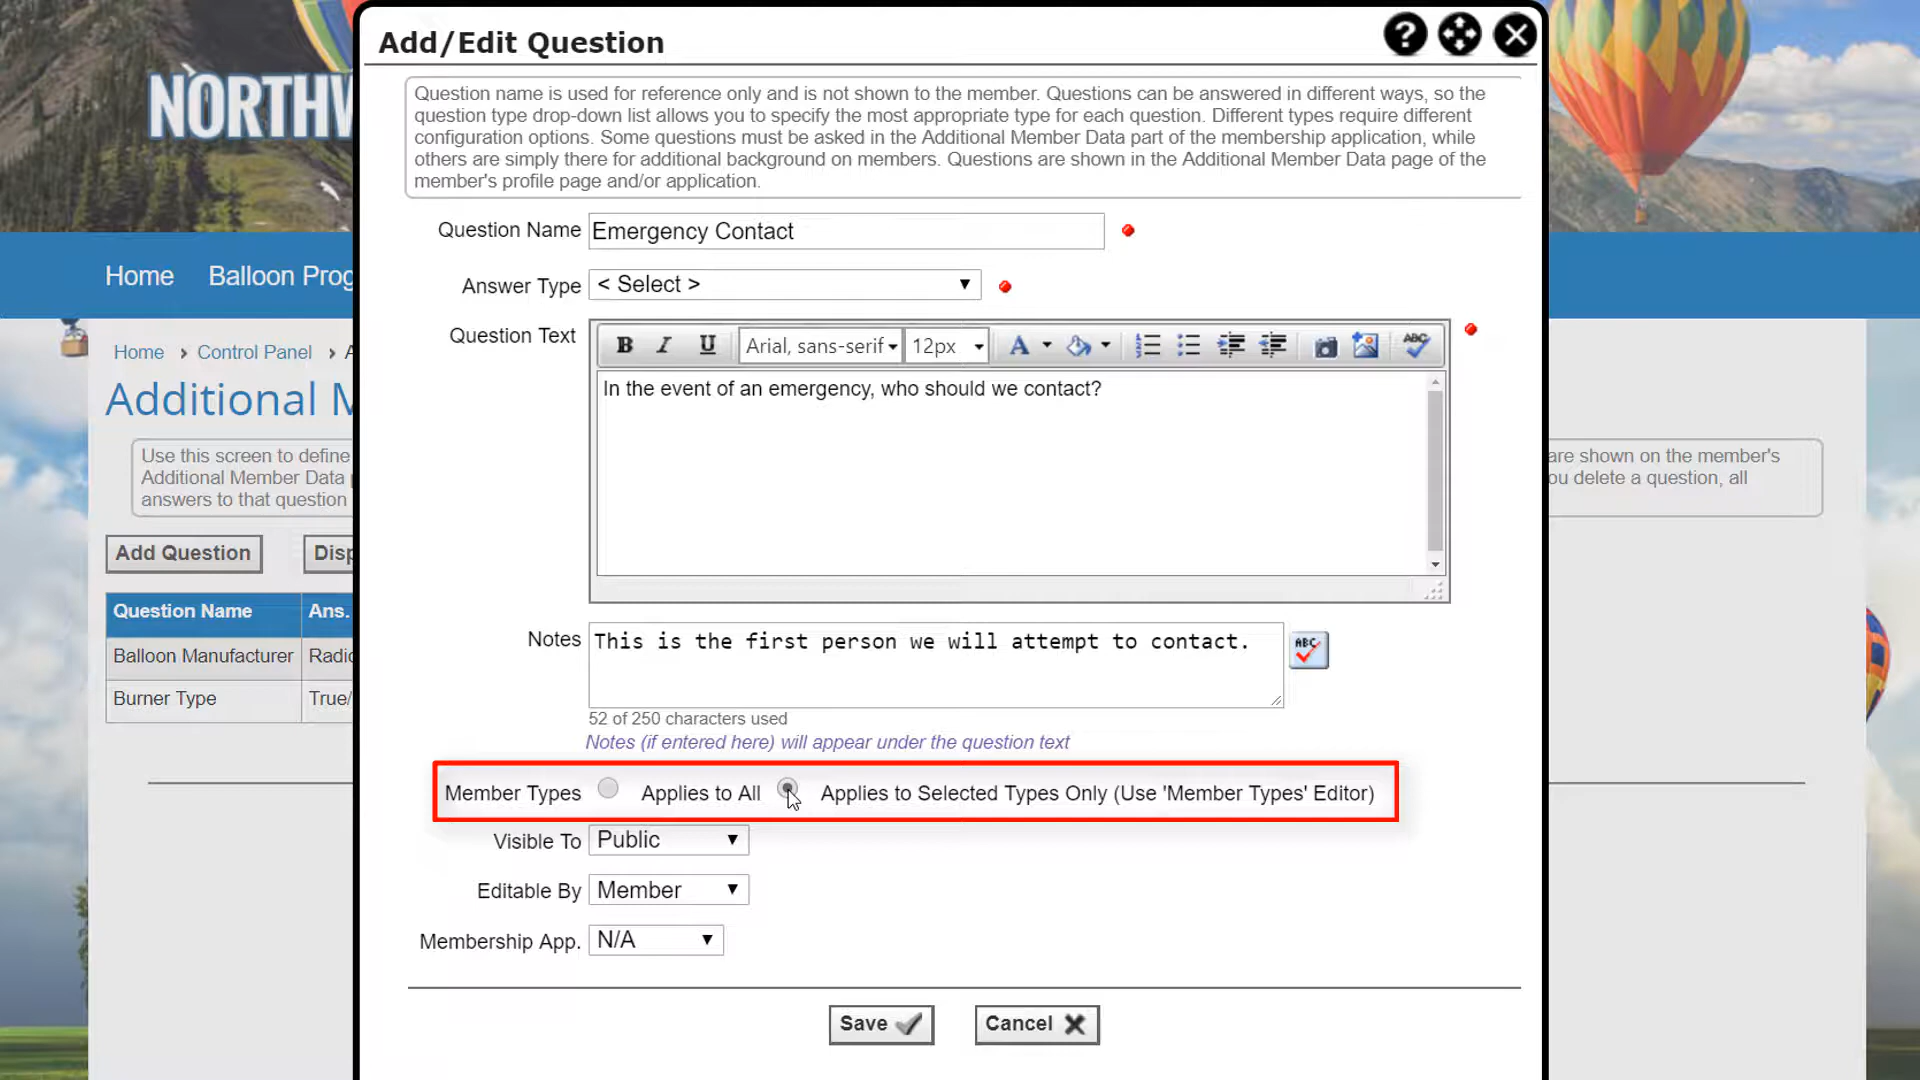 Add/Edit Question
Question name is used for reference only and is not shown to the member. Questions can be answered in different ways, so the
question type drop-down list allows you to specify the most appropriate type for each question. Different types require different
configuration options. Some questions must be asked in the Additional Member Data part of the membership application, while
others are simply there for additional background on members. Questions are shown in the Additional Member Data page of the
member's profile page and/or application.
NORTHW
Home Balloon Prog
Home › Control Panel › A
Additional M
Use this screen to define
Additional Member Data
answers to that question
are shown on the member's
ou delete a question, all
Add Question Disp
Question Name Ans.
Balloon Manufacturer Radio
Burner Type True/
Question Name Emergency Contact
Answer Type < Select >
Question Text
B I U Arial, sans-serif 12px A ABC
In the event of an emergency, who should we contact?
Notes This is the first person we will attempt to contact. ABC
52 of 250 characters used
Notes (if entered here) will appear under the question text
Member Types Applies to All Applies to Selected Types Only (Use 'Member Types' Editor)
Visible To Public
Editable By Member
Membership App. N/A
Save Cancel